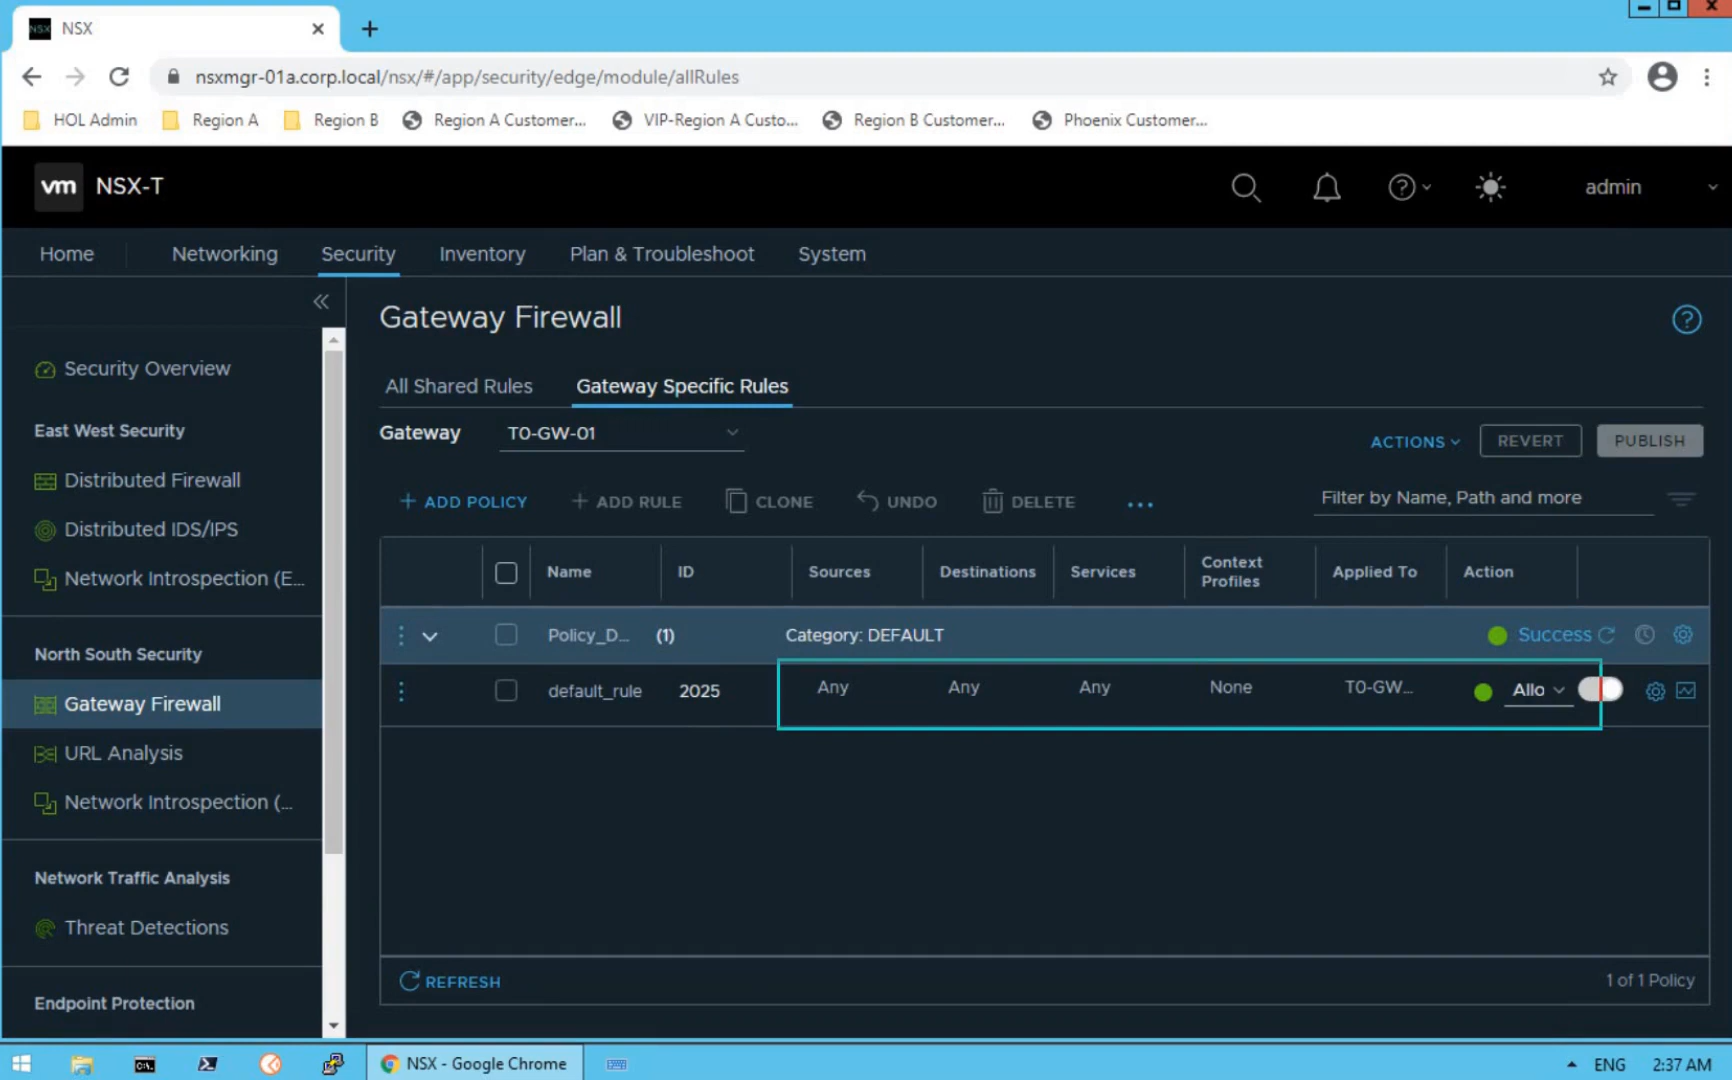 NSX
NSX
nsxmgr-01a.corp.local/nsx/#/app/security/edge/module/allRules
HOL Admin
Region A
Region B
Region A Customer...
VIP-Region A Custo...
Region B Customer...
Phoenix Customer...
vm NSX-T
admin
Home
Networking
Security
Inventory
Plan & Troubleshoot
System
Security Overview
East West Security
Distributed Firewall
Distributed IDS/IPS
Network Introspection (E...
North South Security
Gateway Firewall
URL Analysis
Network Introspection (...
Network Traffic Analysis
Threat Detections
Endpoint Protection
Gateway Firewall
All Shared Rules
Gateway Specific Rules
Gateway
T0-GW-01
ACTIONS
REVERT
PUBLISH
ADD POLICY
ADD RULE
CLONE
UNDO
DELETE
Filter by Name, Path and more
Name
ID
Sources
Destinations
Services
Context
Profiles
Applied To
Action
Policy_D... (1)
Category: DEFAULT
Success
default_rule
2025
Any
Any
Any
None
T0-GW...
Allo
REFRESH
1 of 1 Policy
NSX - Google Chrome
ENG
2:37 AM